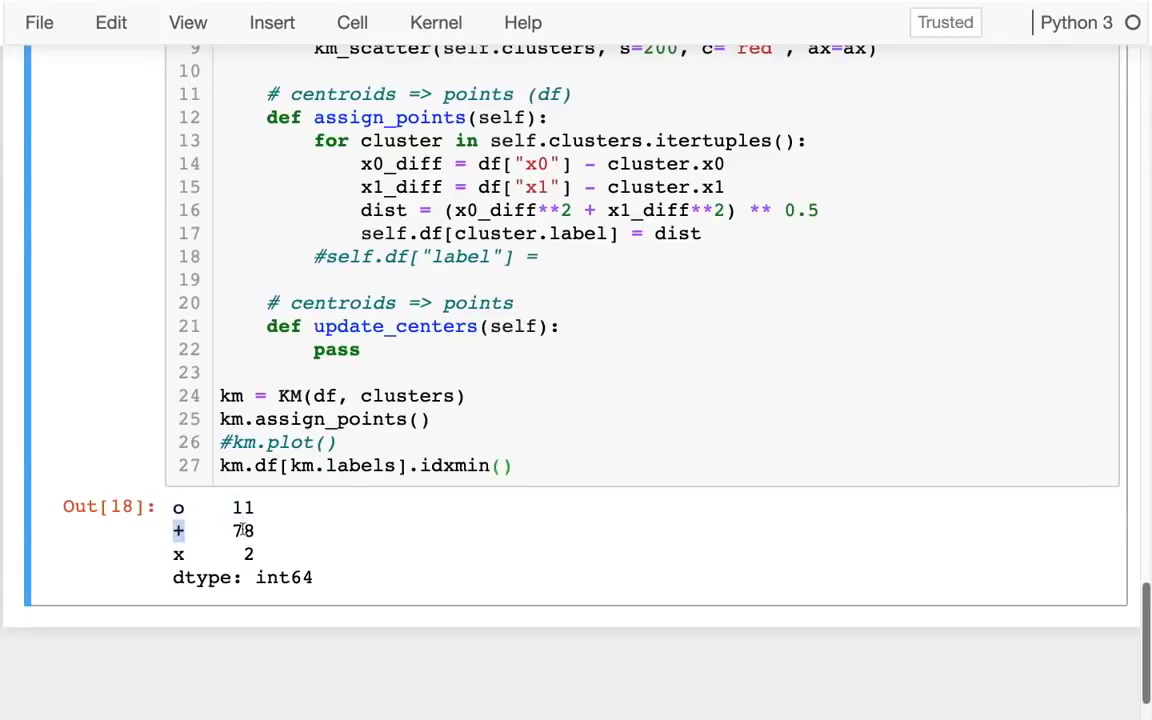 File Edit View Insert Cell Kernel Help Trusted Python 3
9 km_scatter(self.clusters, s=200, c="red", ax=ax)
10
11 # centroids => points (df)
12 def assign_points(self):
13 for cluster in self.clusters.itertuples():
14 x0_diff = df["x0"] - cluster.x0
15 x1_diff = df["x1"] - cluster.x1
16 dist = (x0_diff**2 + x1_diff**2) ** 0.5
17 self.df[cluster.label] = dist
18 #self.df["label"] =
19
20 # centroids => points
21 def update_centers(self):
22 pass
23
24 km = KM(df, clusters)
25 km.assign_points()
26 #km.plot()
27 km.df[km.labels].idxmin()
Out[18]: o 11
+ 78
x 2
dtype: int64